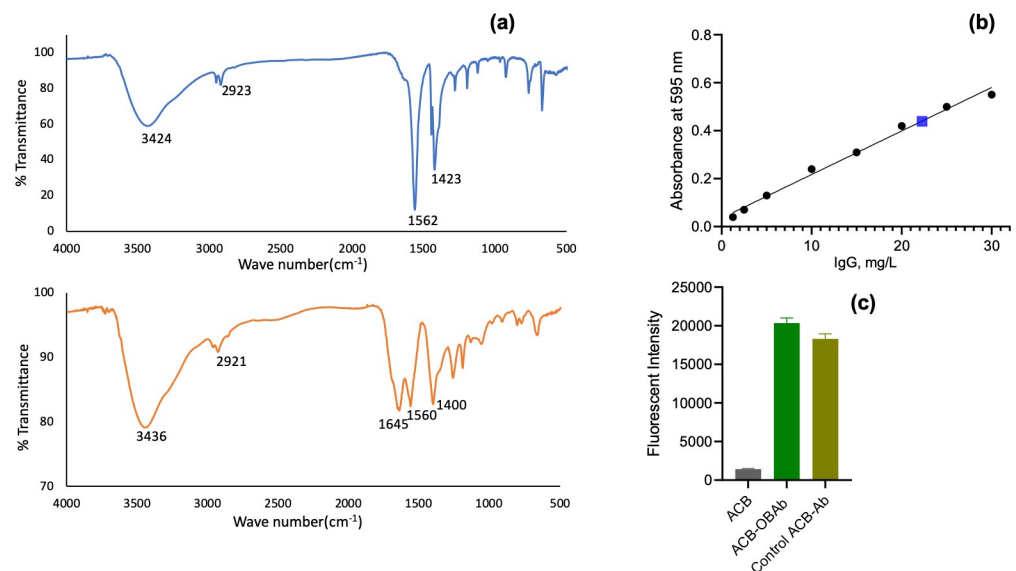 (a)
100
80
60
40
20
0
% Transmittance
2923
3424
1423
1562
4000 3500 3000 2500 2000 1500 1000 500
Wave number(cm⁻¹)
100
90
80
70
% Transmittance
2921
3436
1645
1560
1400
4000 3500 3000 2500 2000 1500 1000 500
Wave number(cm⁻¹)
(b)
0.8
0.6
0.4
0.2
0.0
Absorbance at 595 nm
0 10 20 30
IgG, mg/L
(c)
25000
20000
15000
10000
5000
0
Fluorescent Intensity
ACB
ACB-OBAb
Control ACB-Ab